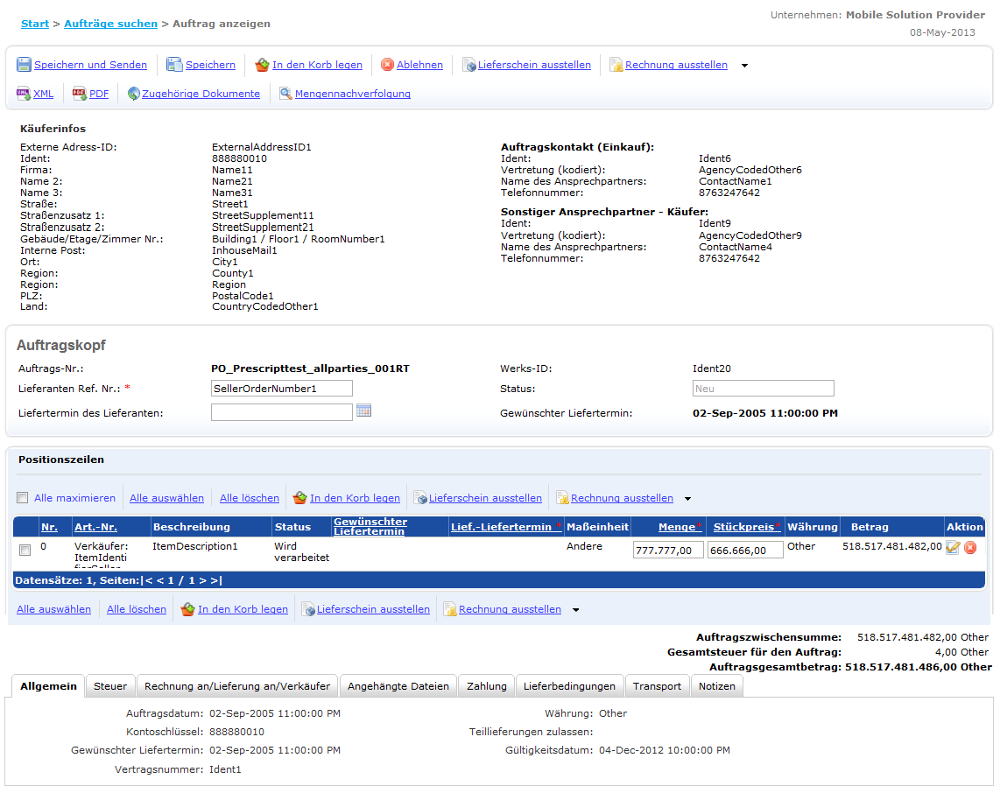 Start > Aufträge suchen > Auftrag anzeigen
Unternehmen: Mobile Solution Provider
08-May-2013
Speichern und Senden Speichern In den Korb legen Ablehnen Lieferschein ausstellen Rechnung ausstellen
XML PDF Zugehörige Dokumente Mengennachverfolgung
Käuferinfos
Externe Adress-ID: ExternalAddressID1
Ident: 888880010
Firma: Name11
Name 2: Name21
Name 3: Name31
Straße: Street1
Straßenzusatz 1: StreetSupplement11
Straßenzusatz 2: StreetSupplement21
Gebäude/Etage/Zimmer Nr.: Building1 / Floor1 / RoomNumber1
Interne Post: InhouseMail1
Ort: City1
Region: County1
Region: Region
PLZ: PostalCode1
Land: CountryCodedOther1
Auftragskontakt (Einkauf):
Ident: Ident6
Vertretung (kodiert): AgencyCodedOther6
Name des Ansprechpartners: ContactName1
Telefonnummer: 8763247642
Sonstiger Ansprechpartner - Käufer:
Ident: Ident9
Vertretung (kodiert): AgencyCodedOther9
Name des Ansprechpartners: ContactName4
Telefonnummer: 8763247642
Auftragskopf
Auftrags-Nr.: PO_Prescripttest_allparties_001RT Werks-ID: Ident20
Lieferanten Ref. Nr.: * SellerOrderNumber1 Status: Neu
Liefertermin des Lieferanten: Gewünschter Liefertermin: 02-Sep-2005 11:00:00 PM
Positionszeilen
Alle maximieren Alle auswählen Alle löschen In den Korb legen Lieferschein ausstellen Rechnung ausstellen
Nr. Art.-Nr. Beschreibung Status Gewünschter Liefertermin Lief.-Liefertermin * Maßeinheit Menge* Stückpreis* Währung Betrag Aktion
0 Verkäufer: ItemDescription1 Wird Andere 777.777,00 666.666,00 Other 518.517.481.482,00
ItemIdenti verarbeitet
fierSeller
Datensätze: 1, Seiten:|< < 1 / 1 > >|
Alle auswählen Alle löschen In den Korb legen Lieferschein ausstellen Rechnung ausstellen
Auftragszwischensumme: 518.517.481.482,00 Other
Gesamtsteuer für den Auftrag: 4,00 Other
Auftragsgesamtbetrag: 518.517.481.486,00 Other
Allgemein Steuer Rechnung an/Lieferung an/Verkäufer Angehängte Dateien Zahlung Lieferbedingungen Transport Notizen
Auftragsdatum: 02-Sep-2005 11:00:00 PM Währung: Other
Kontoschlüssel: 888880010 Teillieferungen zulassen:
Gewünschter Liefertermin: 02-Sep-2005 11:00:00 PM Gültigkeitsdatum: 04-Dec-2012 10:00:00 PM
Vertragsnummer: Ident1